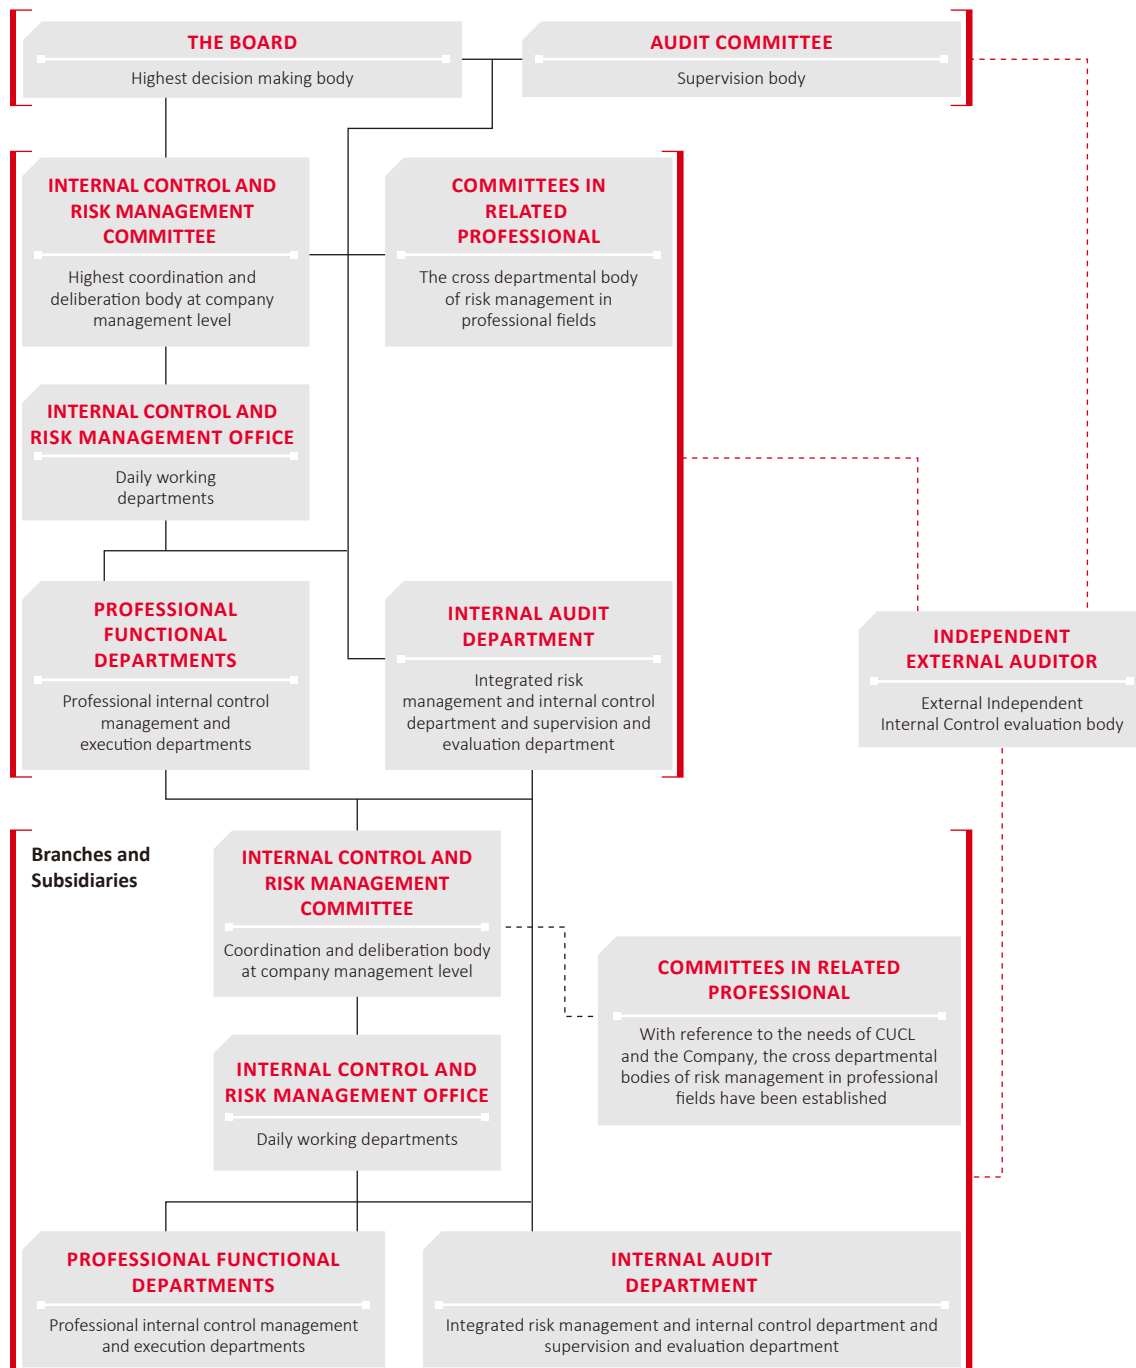 THE BOARD
Highest decision making body
AUDIT COMMITTEE
Supervision body
INTERNAL CONTROL AND
RISK MANAGEMENT
COMMITTEE
Highest coordination and
deliberation body at company
management level
COMMITTEES IN
RELATED
PROFESSIONAL
The cross departmental body
of risk management in
professional fields
INTERNAL CONTROL AND
RISK MANAGEMENT OFFICE
Daily working
departments
PROFESSIONAL
FUNCTIONAL
DEPARTMENTS
Professional internal control
management and
execution departments
INTERNAL AUDIT
DEPARTMENT
Integrated risk
management and internal control
department and supervision and
evaluation department
INDEPENDENT
EXTERNAL AUDITOR
External Independent
Internal Control evaluation body
Branches and
Subsidiaries
INTERNAL CONTROL AND
RISK MANAGEMENT
COMMITTEE
Coordination and deliberation body
at company management level
COMMITTEES IN RELATED
PROFESSIONAL
With reference to the needs of CUCL
and the Company, the cross departmental
bodies of risk management in professional
fields have been established
INTERNAL CONTROL AND
RISK MANAGEMENT OFFICE
Daily working departments
PROFESSIONAL FUNCTIONAL
DEPARTMENTS
Professional internal control management
and execution departments
INTERNAL AUDIT
DEPARTMENT
Integrated risk management and internal control department and
supervision and evaluation department